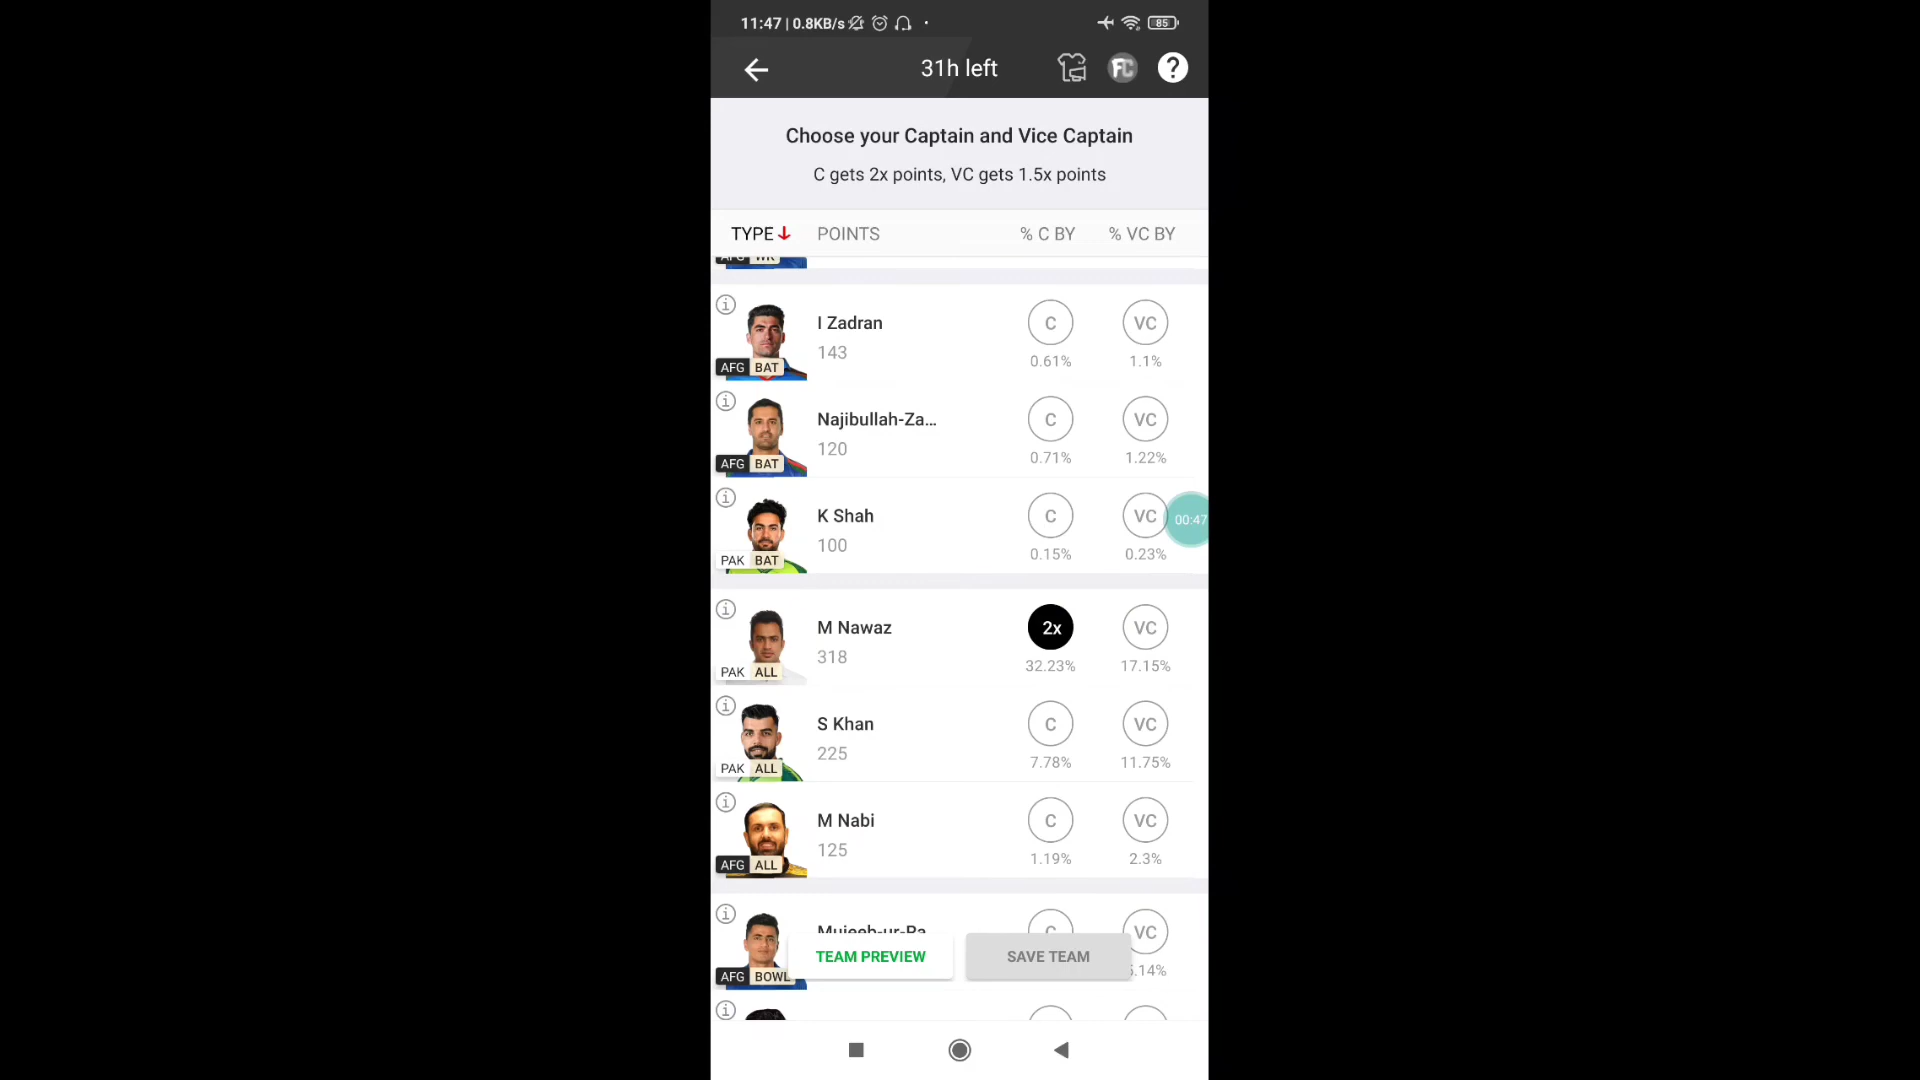 11:47 | 0.8KB/s
85
31h left
FC
?
Choose your Captain and Vice Captain
C gets 2x points, VC gets 1.5x points
TYPE POINTS % C BY % VC BY
AFG WK
I Zadran
143
AFG BAT
C VC
0.61% 1.1%
Najibullah-Za...
120
AFG BAT
C VC
0.71% 1.22%
K Shah
100
PAK BAT
C VC
0.15% 0.23%
00:47
M Nawaz
318
PAK ALL
2x VC
32.23% 17.15%
S Khan
225
PAK ALL
C VC
7.78% 11.75%
M Nabi
125
AFG ALL
C VC
1.19% 2.3%
Mujeeb-ur-Ra
AFG BOWL
C VC
.14%
TEAM PREVIEW
SAVE TEAM